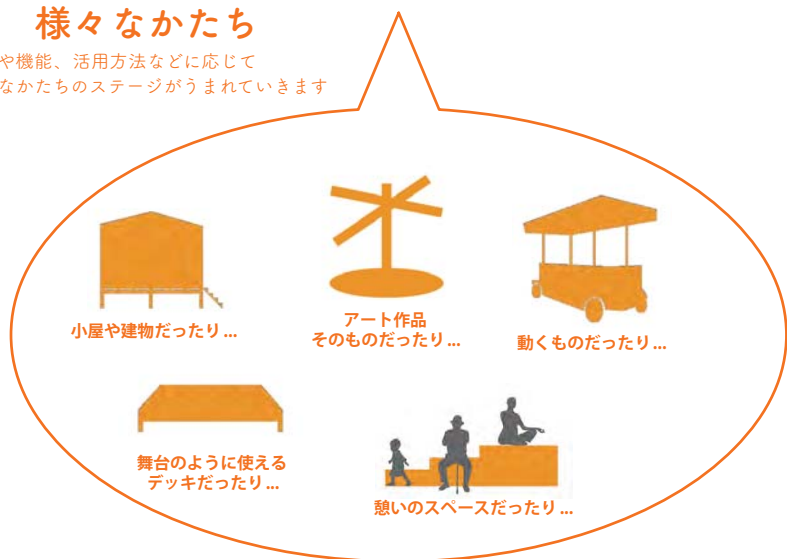 様々なかたち
や機能、活用方法などに応じて
なかたちのステージがうまれていきます
小屋や建物だったり...
アート作品
そのものだったり...
動くものだったり...
舞台のように使える
デッキだったり...
憩いのスペースだったり...